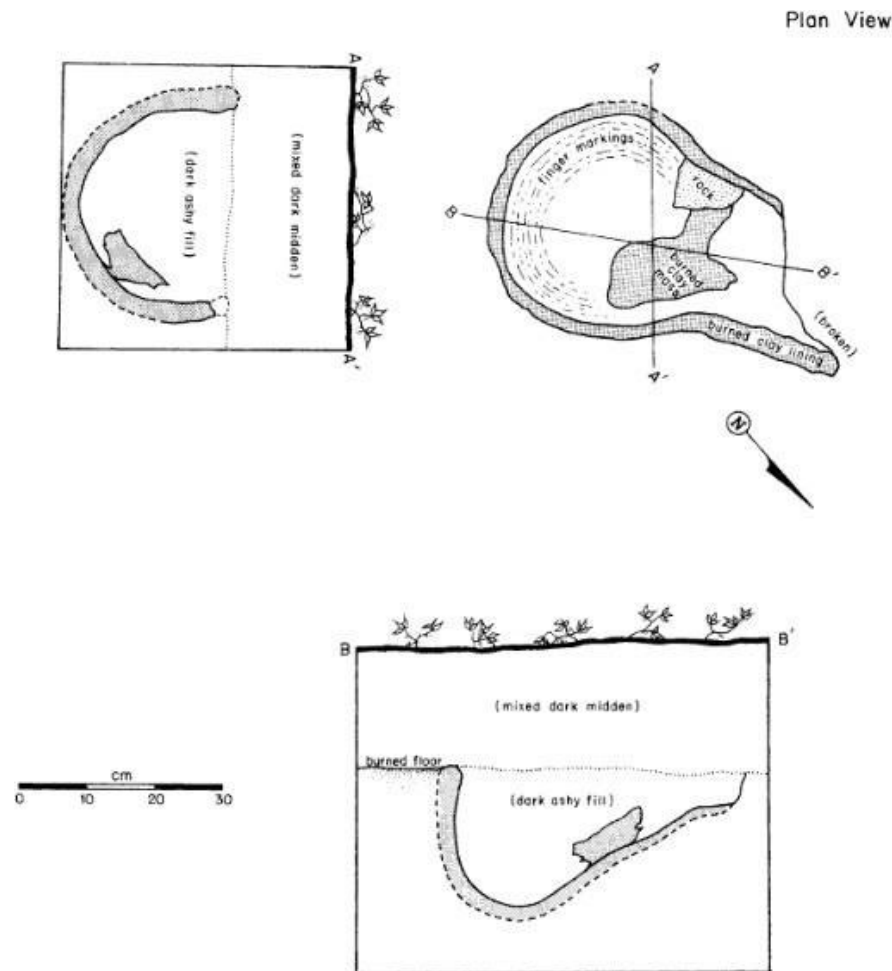 Plan View
A
(mixed dark midden)
(dark ashy fill)
A'
A
finger markings
rock
B
burned clay mass
B'
(broken)
burned clay lining
A'
N
B
B'
(mixed dark midden)
burned floor
(dark ashy fill)
cm
0 10 20 30